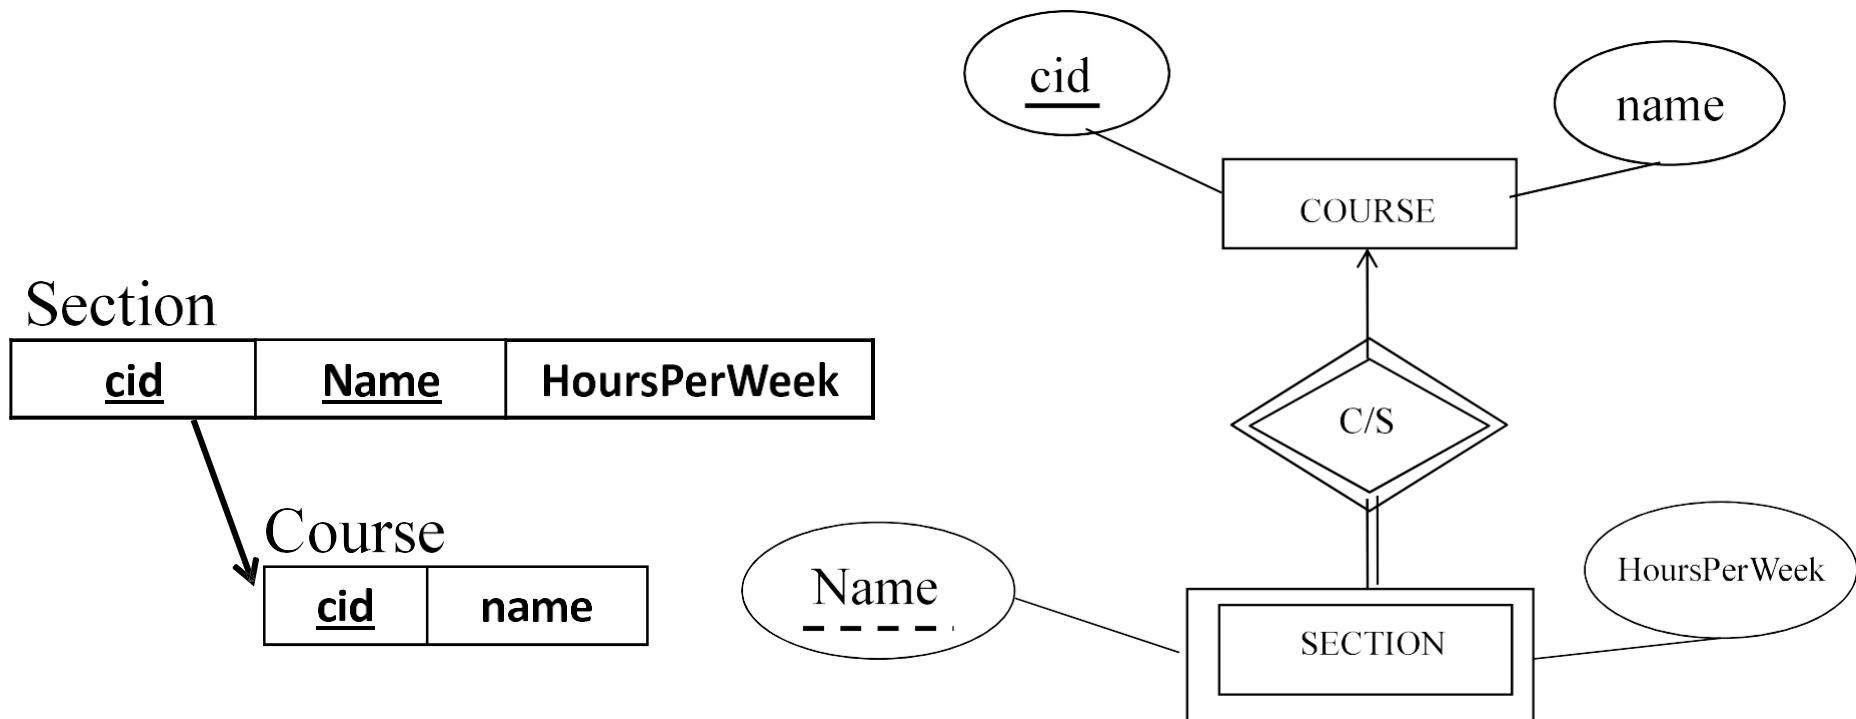 cid
name
COURSE
Section
cid Name HoursPerWeek
C/S
Course
cid name
Name
HoursPerWeek
SECTION